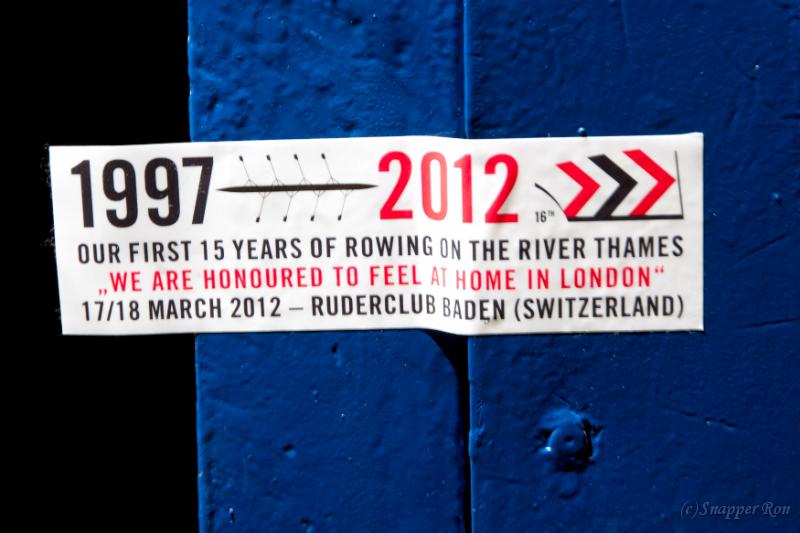 1997 2012 16TH
OUR FIRST 15 YEARS OF ROWING ON THE RIVER THAMES
„WE ARE HONOURED TO FEEL AT HOME IN LONDON“
17/18 MARCH 2012 – RUDERCLUB BADEN (SWITZERLAND)
(c)Snapper Ron